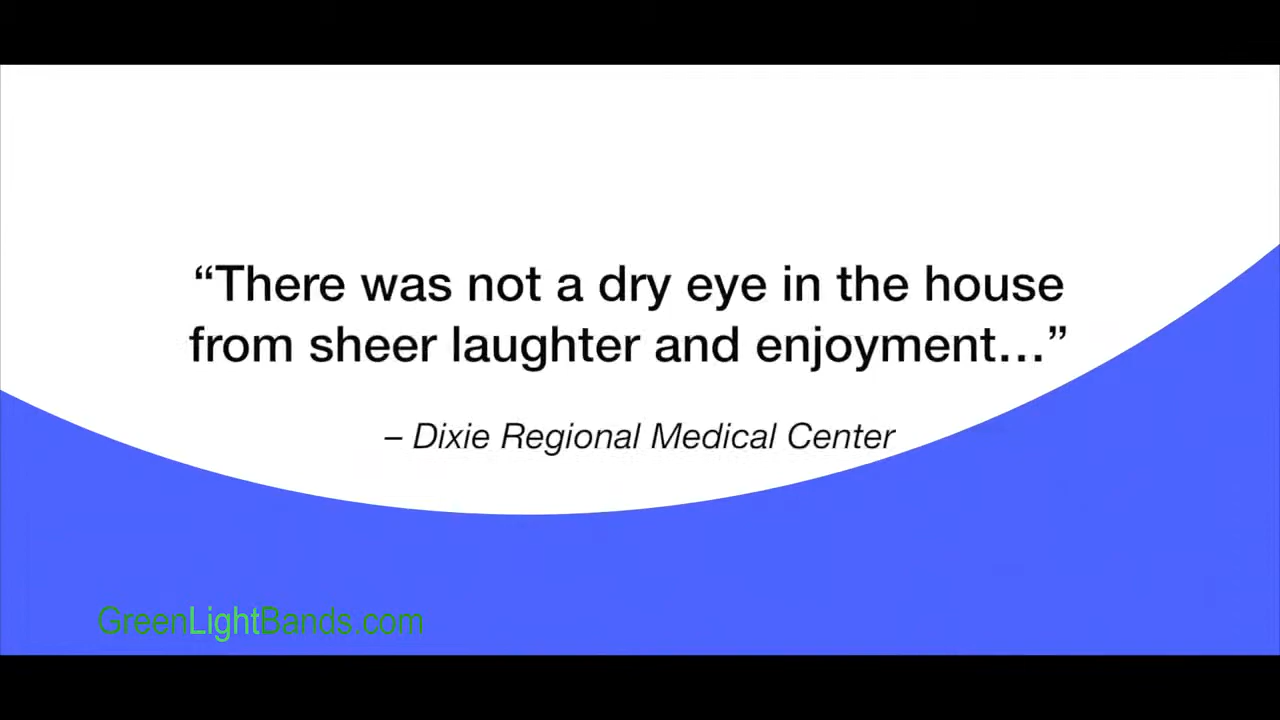 “There was not a dry eye in the house
from sheer laughter and enjoyment…”
– Dixie Regional Medical Center
GreenLightBands.com